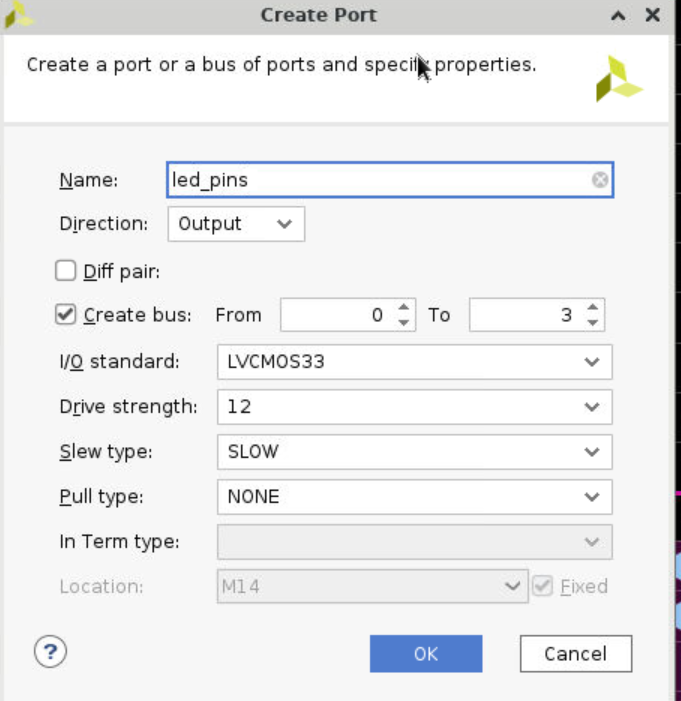 Create Port
Create a port or a bus of ports and specify properties.
Name: led_pins
Direction: Output
Diff pair:
Create bus: From 0 To 3
I/O standard: LVCMOS33
Drive strength: 12
Slew type: SLOW
Pull type: NONE
In Term type:
Location: M14 Fixed
? OK Cancel